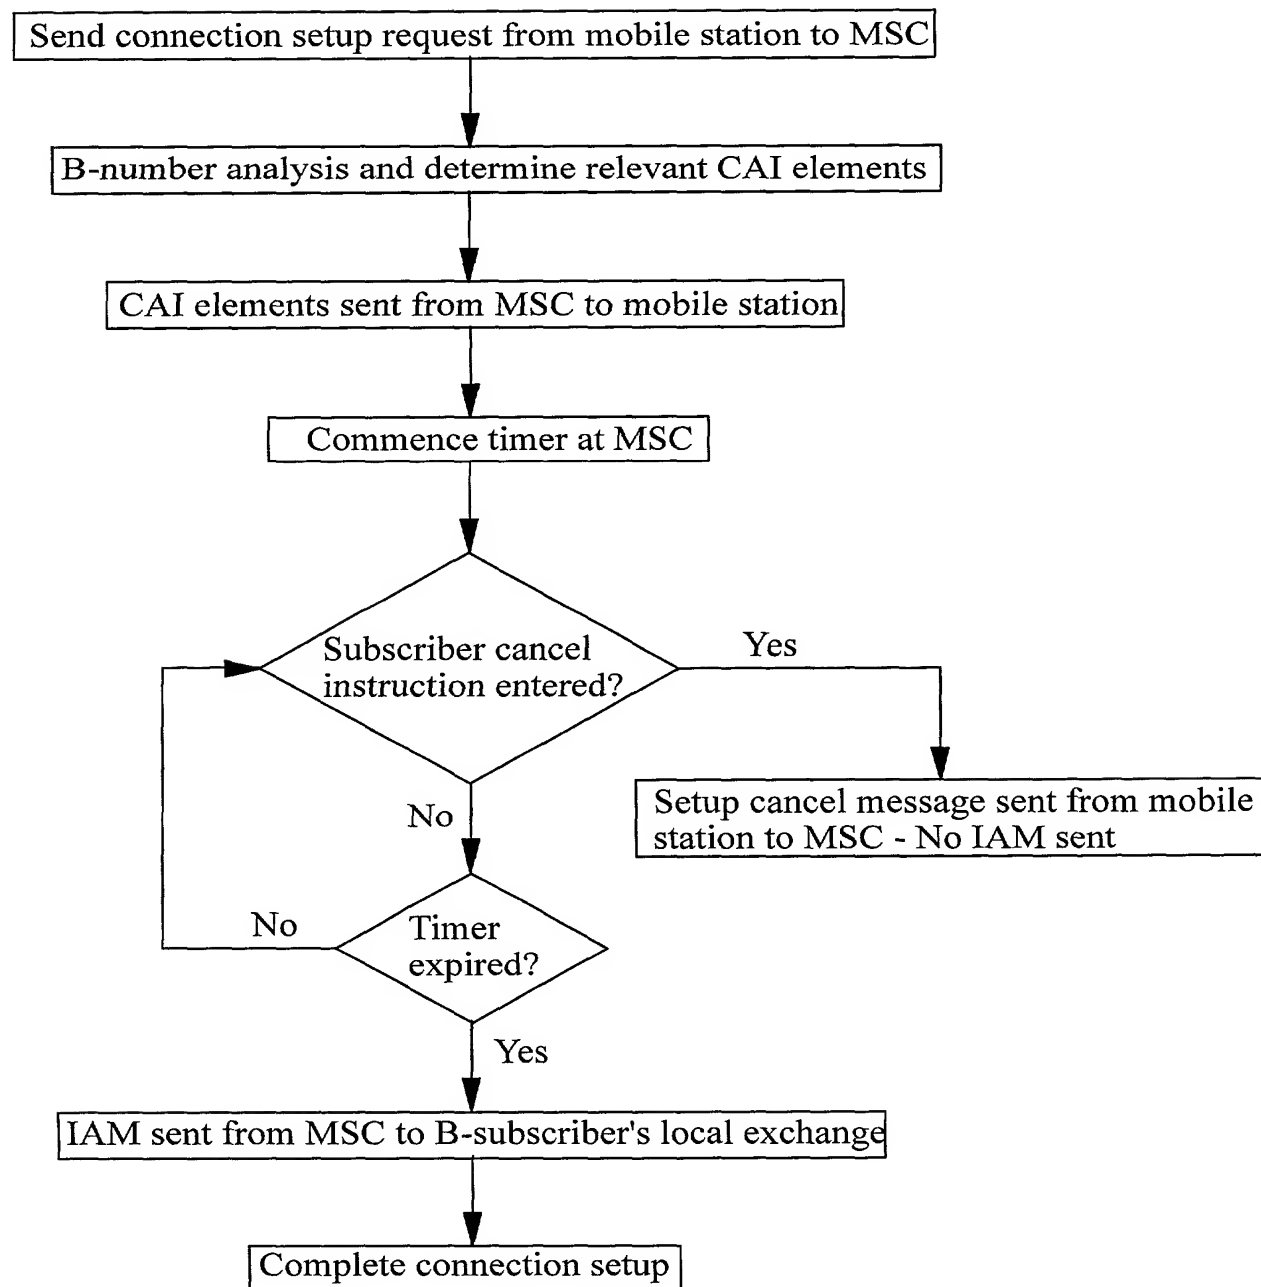 Send connection setup request from mobile station to MSC
B-number analysis and determine relevant CAI elements
CAI elements sent from MSC to mobile station
Commence timer at MSC
Subscriber cancel
instruction entered?
Yes
Setup cancel message sent from mobile
station to MSC - No IAM sent
No
No
Timer
expired?
Yes
IAM sent from MSC to B-subscriber's local exchange
Complete connection setup